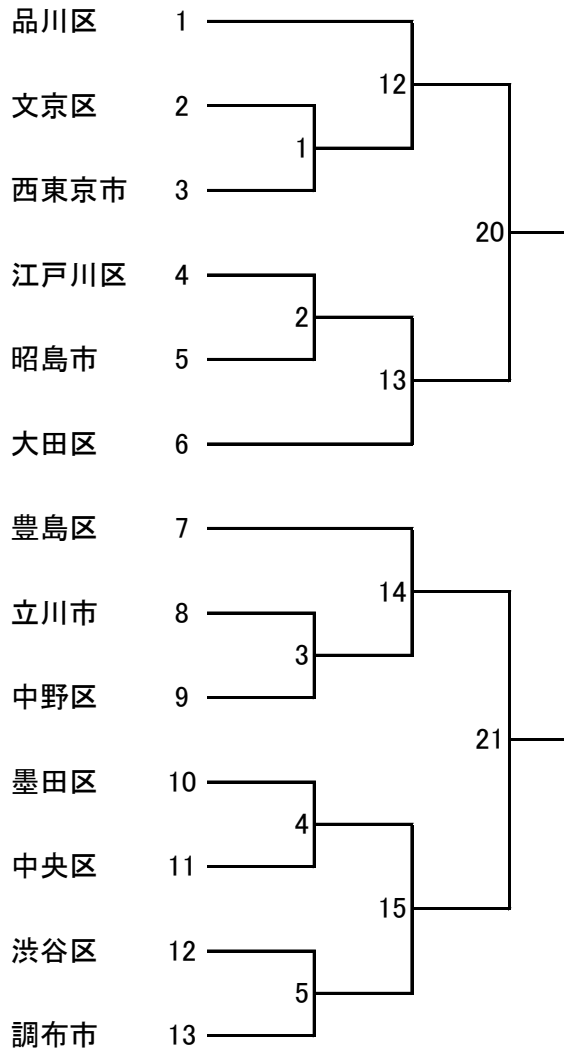 品川区 1
12
文京区 2
1
西東京市 3
20
江戸川区 4
2
昭島市 5
13
大田区 6
豊島区 7
14
立川市 8
3
中野区 9
21
墨田区 10
4
中央区 11
15
渋谷区 12
5
調布市 13